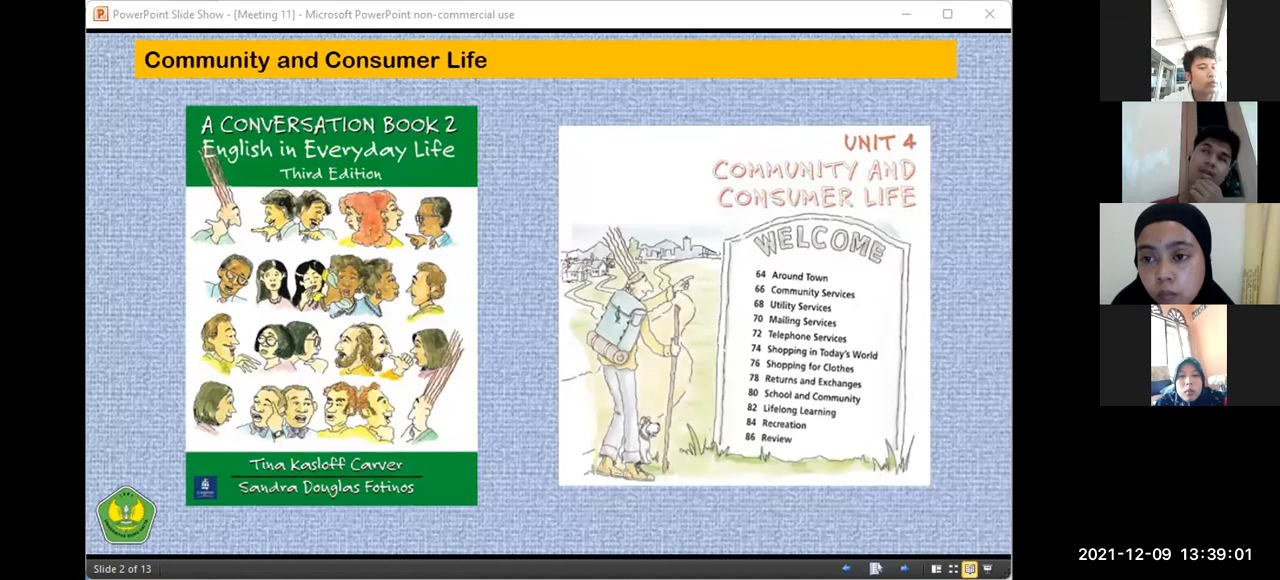 PowerPoint Slide Show - [Meeting 11] - Microsoft PowerPoint non-commercial use
Community and Consumer Life
A CONVERSATION BOOK 2
English in Everyday Life
Third Edition
Tina Kasloff Carver
Sandra Douglas Fotinos
UNIT 4
COMMUNITY AND
CONSUMER LIFE
WELCOME
64 Around Town
66 Community Services
68 Utility Services
70 Mailing Services
72 Telephone Services
74 Shopping in Today's World
76 Shopping for Clothes
78 Returns and Exchanges
80 School and Community
82 Lifelong Learning
84 Recreation
86 Review
Slide 2 of 13
2021-12-09 13:39:01